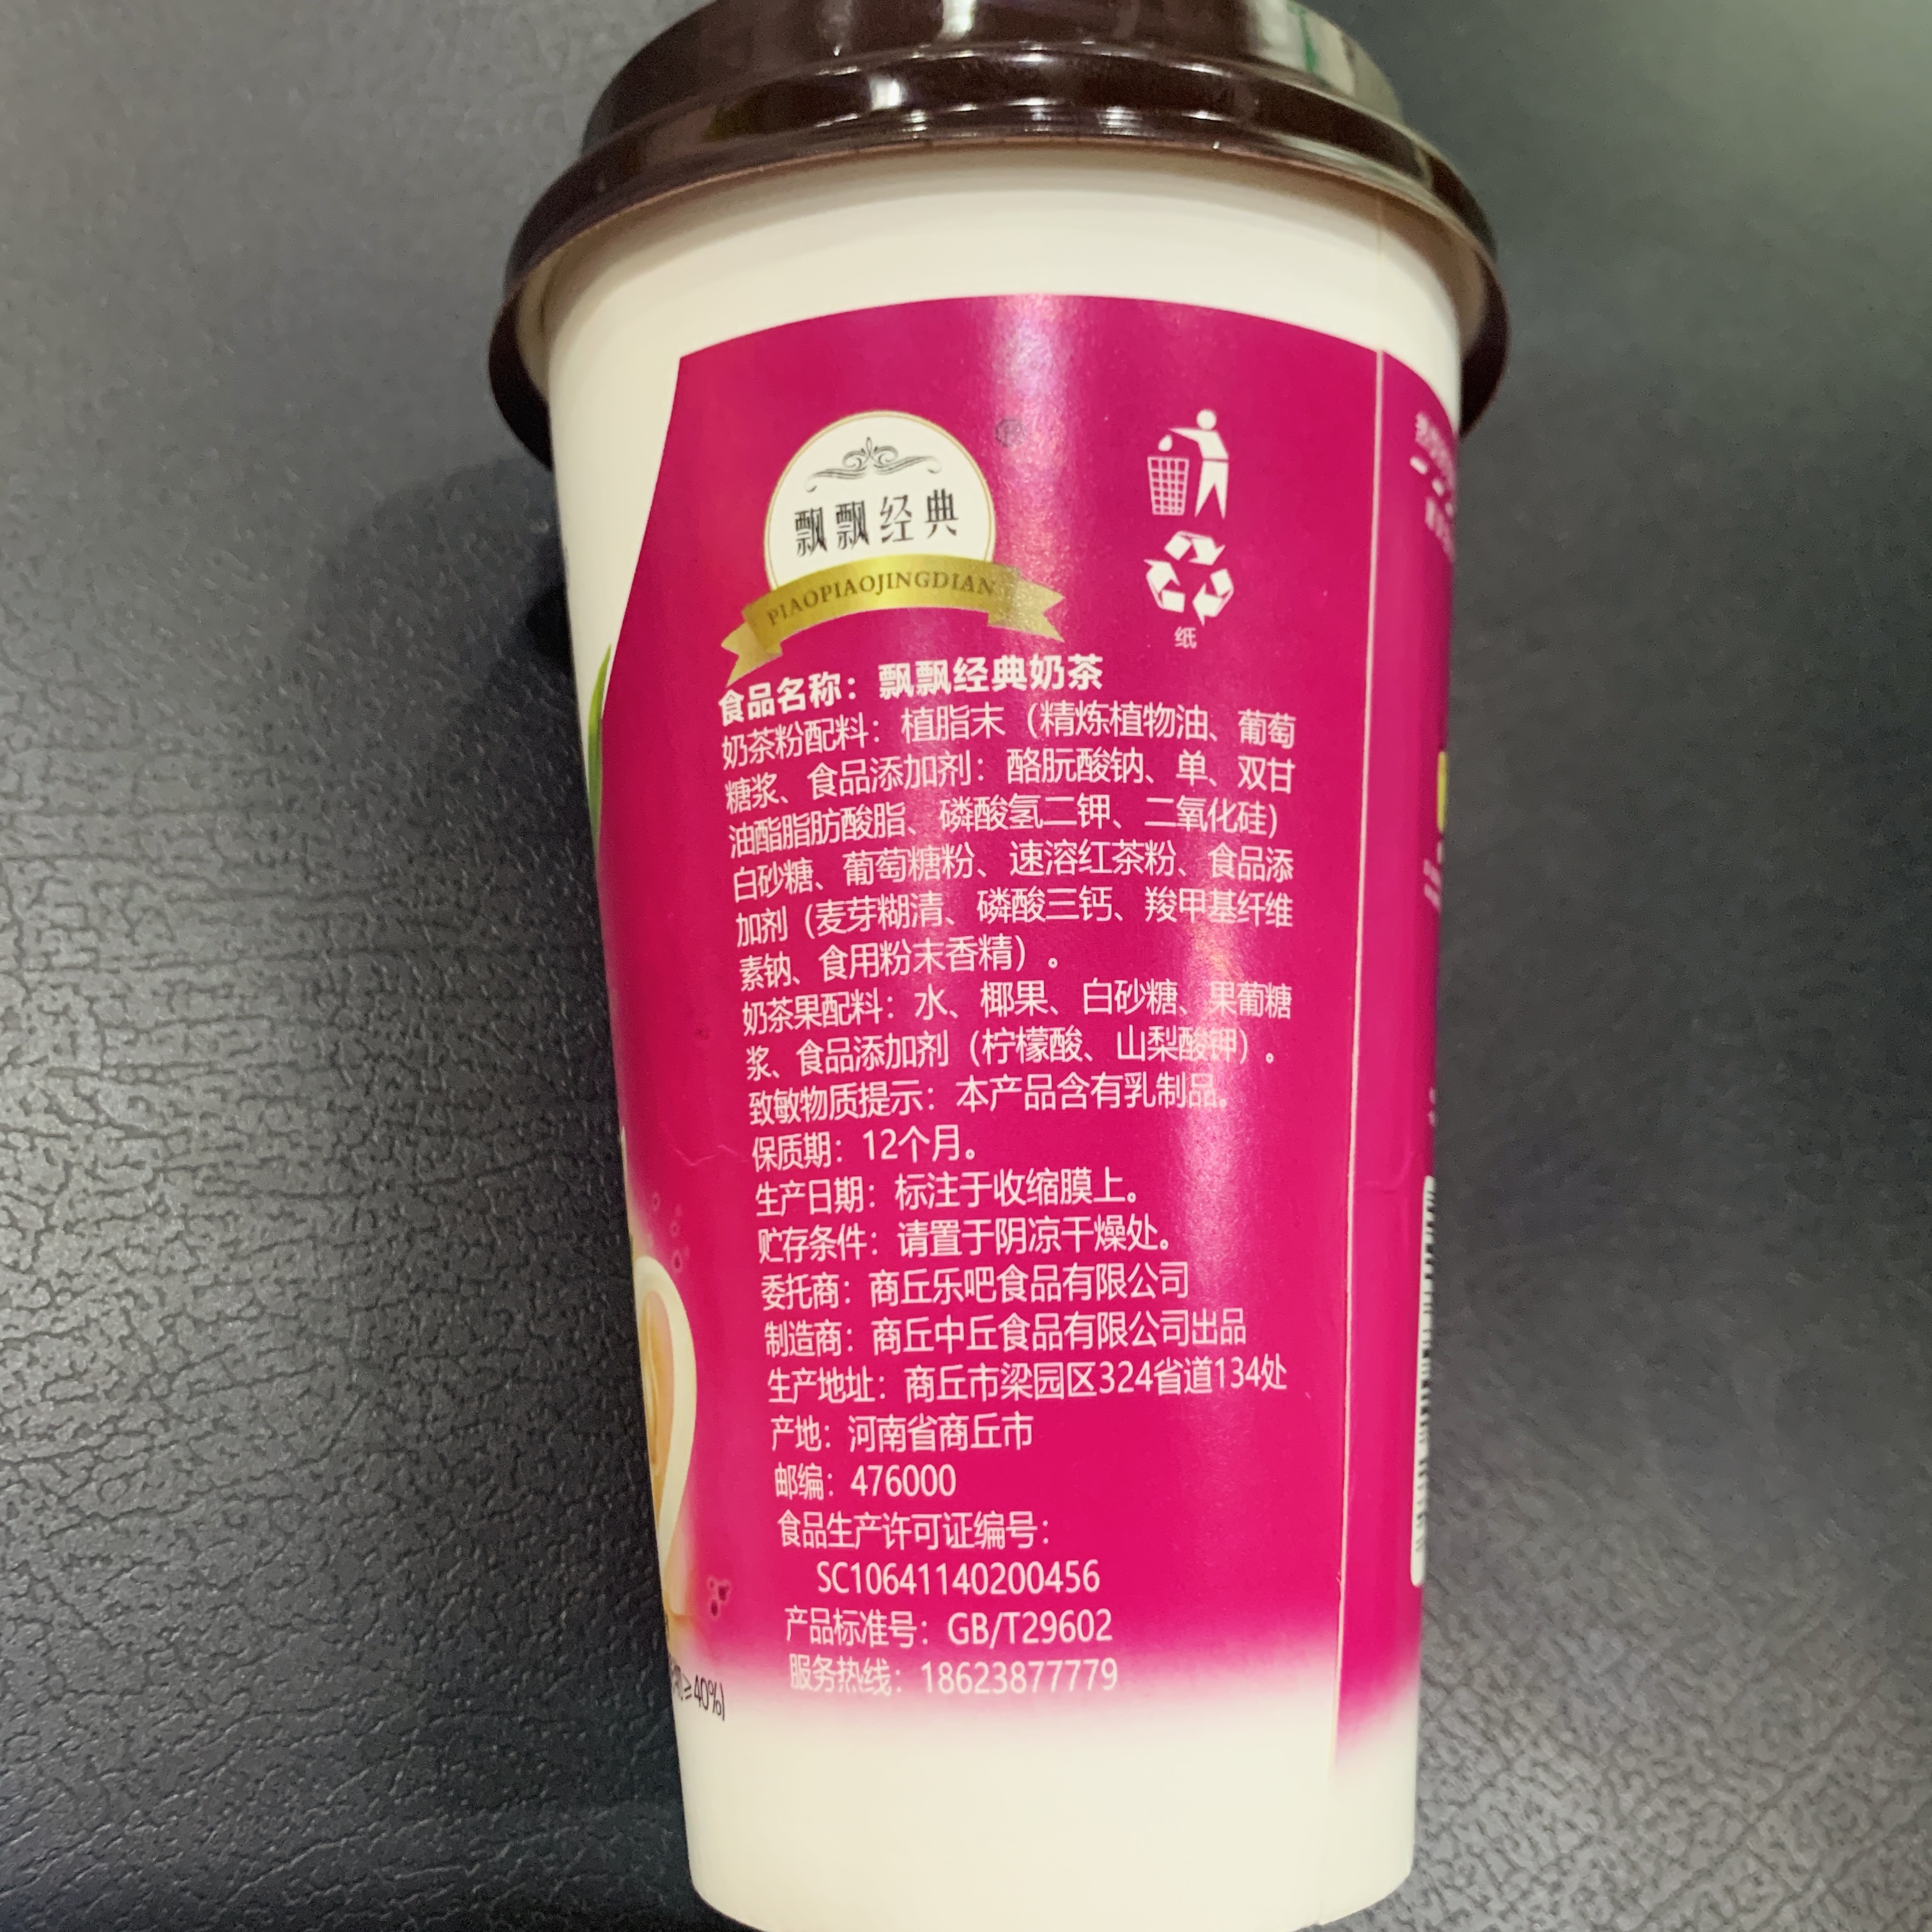 飘飘经典
PIAOPIAOJINGDIAN
纸
食品名称：飘飘经典奶茶
奶茶粉配料：植脂末（精炼植物油、葡萄
糖浆、食品添加剂：酪朊酸钠、单、双甘
油酯脂肪酸脂、磷酸氢二钾、二氧化硅）
白砂糖、葡萄糖粉、速溶红茶粉、食品添
加剂（麦芽糊清、磷酸三钙、羧甲基纤维
素钠、食用粉末香精）。
奶茶果配料：水、椰果、白砂糖、果葡糖
浆、食品添加剂（柠檬酸、山梨酸钾）。
致敏物质提示：本产品含有乳制品。
保质期：12个月。
生产日期：标注于收缩膜上。
贮存条件：请置于阴凉干燥处。
委托商：商丘乐吧食品有限公司
制造商：商丘中丘食品有限公司出品
生产地址：商丘市梁园区324省道134处
产地：河南省商丘市
邮编：476000
食品生产许可证编号：
SC10641140200456
产品标准号：GB/T29602
服务热线：18623877779
≥40%)